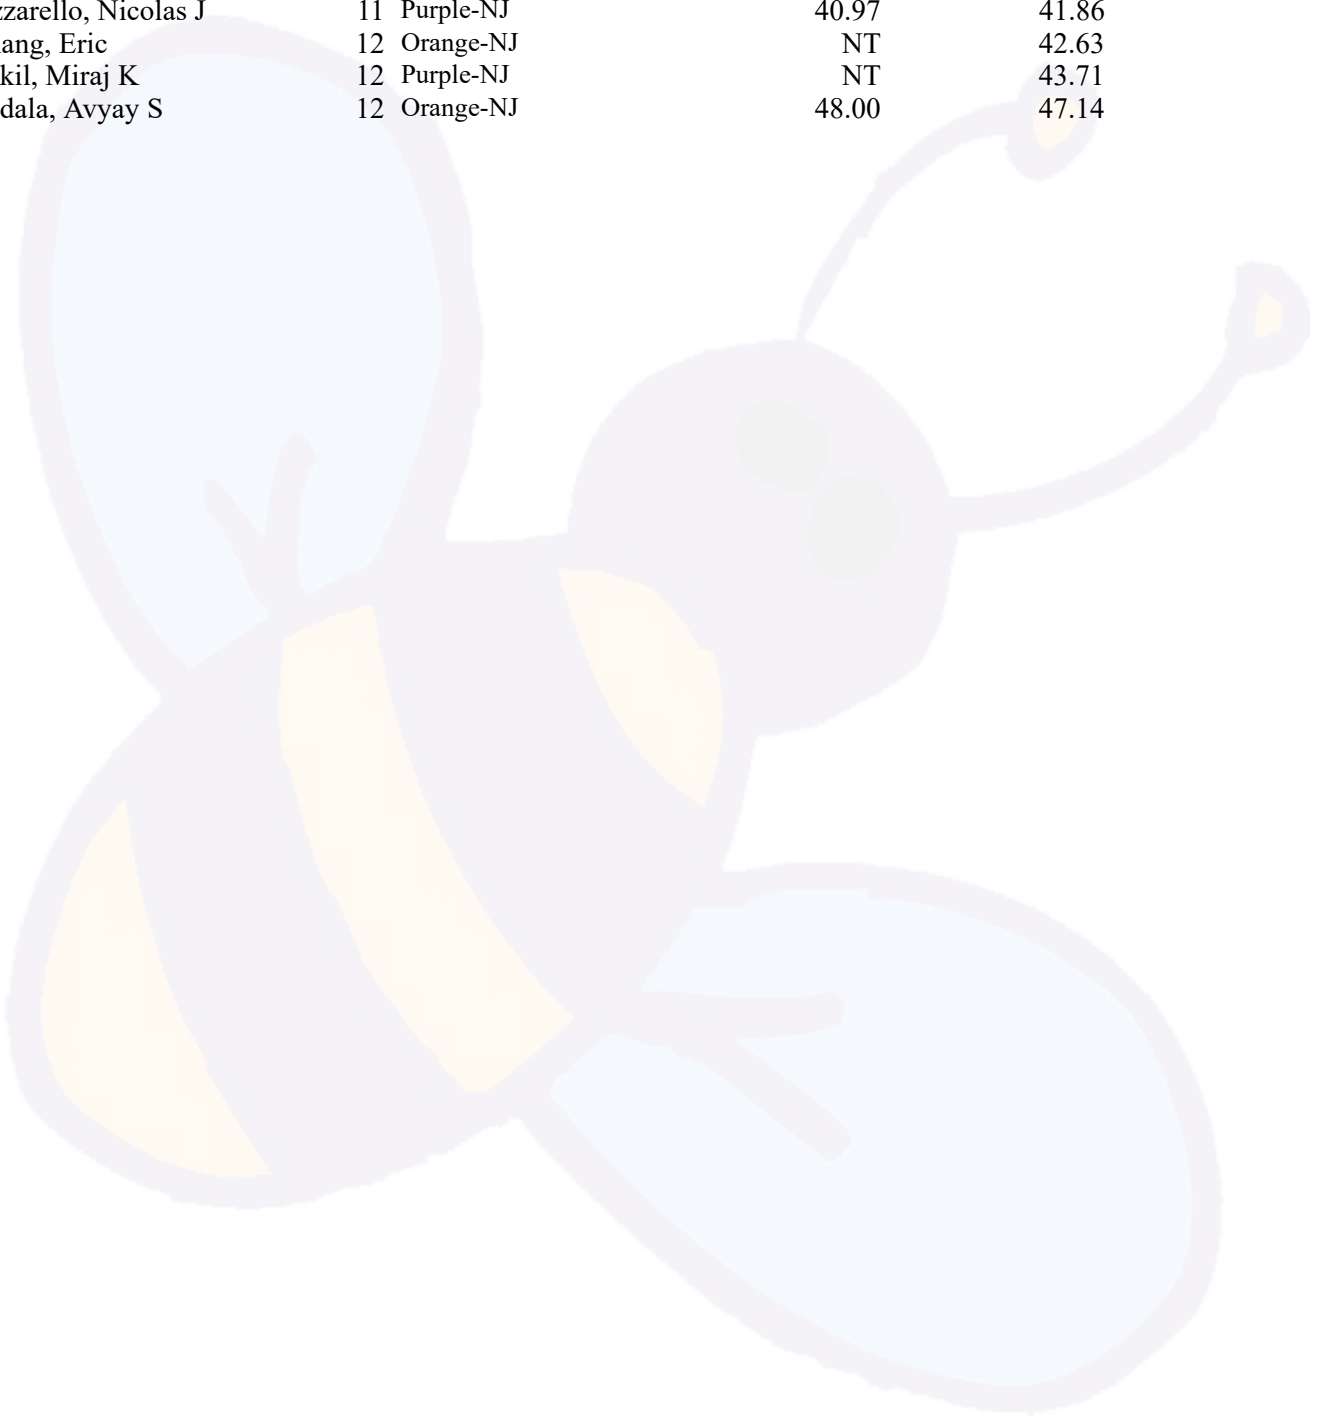 zzarello, Nicolas J 11 Purple-NJ 40.97 41.86
ang, Eric 12 Orange-NJ NT 42.63
kil, Miraj K 12 Purple-NJ NT 43.71
dala, Avyay S 12 Orange-NJ 48.00 47.14